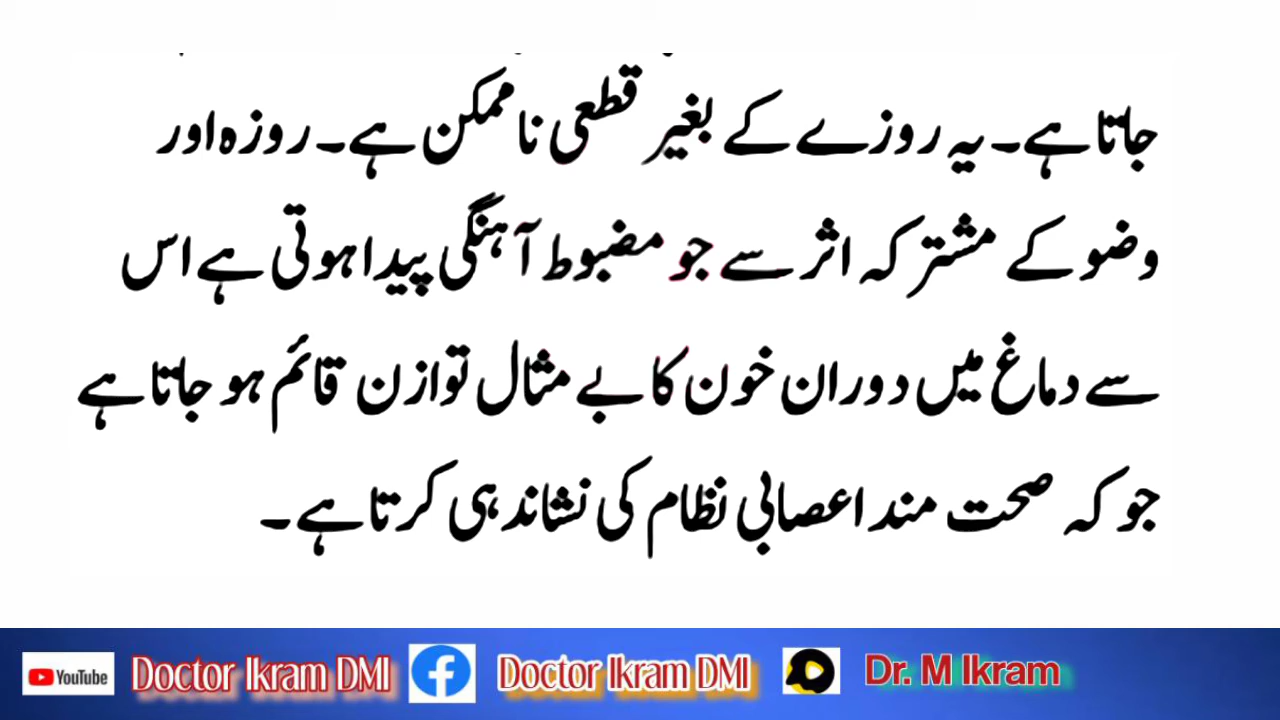 جاتا ہے۔ یہ روزے کے بغیر قطعی ناممکن ہے۔ روزہ اور
وضو کے مشترکہ اثر سے جو مضبوط آہنگی پیدا ہوتی ہے اس
سے دماغ میں دوران خون کا بے مثال توازن قائم ہو جاتا ہے
جو کہ صحت مند اعصابی نظام کی نشاندہی کرتا ہے۔
YouTube Doctor Ikram DMI Doctor Ikram DMI Dr. M Ikram